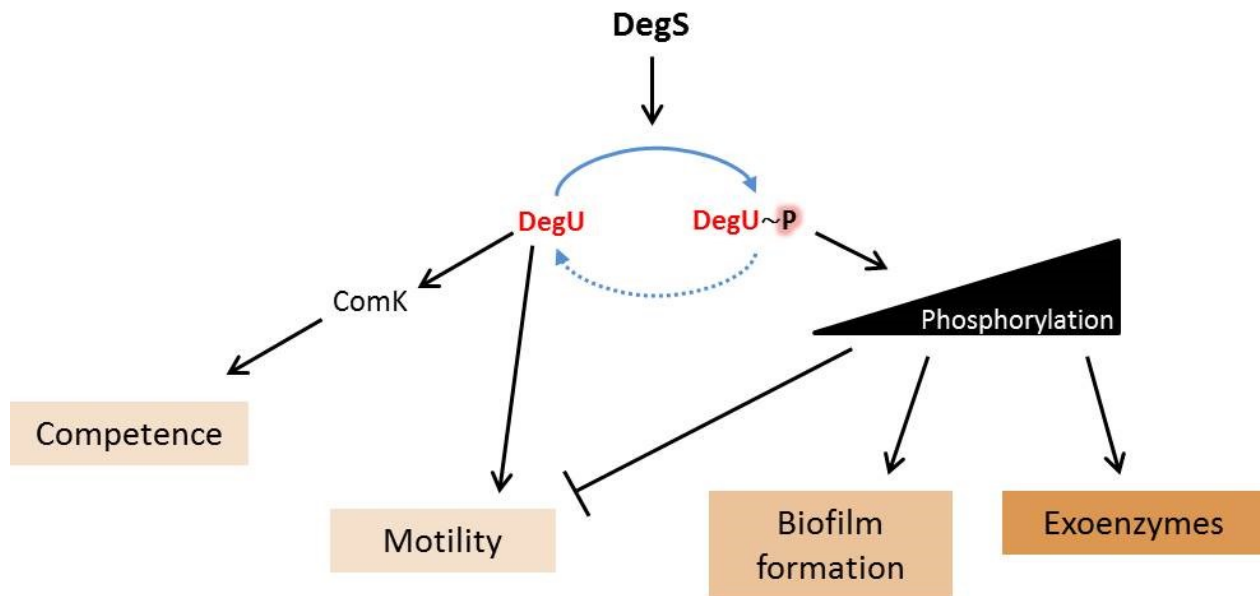 DegS
DegU
DegU~P
ComK
Phosphorylation
Competence
Motility
Biofilm
formation
Exoenzymes